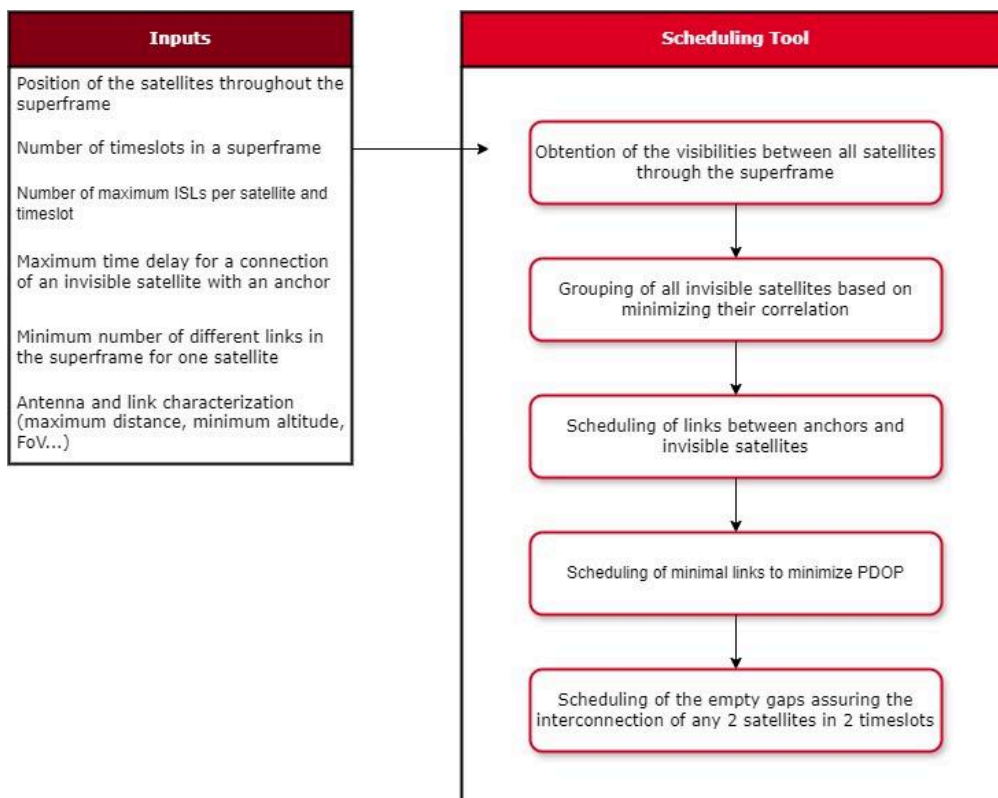 Inputs
Position of the satellites throughout the
superframe
Number of timeslots in a superframe
Number of maximum ISLs per satellite and
timeslot
Maximum time delay for a connection
of an invisible satellite with an anchor
Minimum number of different links in
the superframe for one satellite
Antenna and link characterization
(maximum distance, minimum altitude,
FoV...)
Scheduling Tool
Obtention of the visibilities between all satellites
through the superframe
Grouping of all invisible satellites based on
minimizing their correlation
Scheduling of links between anchors and
invisible satellites
Scheduling of minimal links to minimize PDOP
Scheduling of the empty gaps assuring the
interconnection of any 2 satellites in 2 timeslots